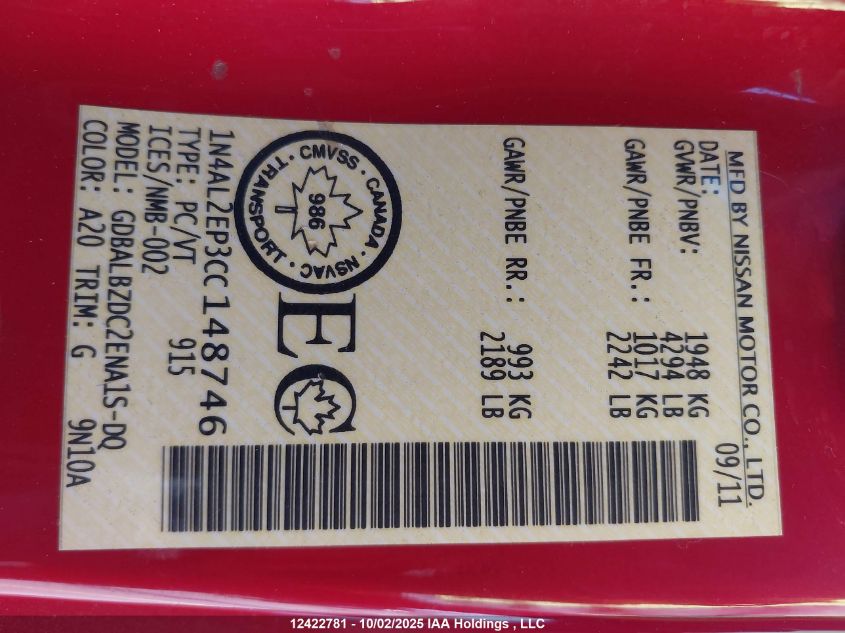 MFD BY NISSAN MOTOR CO., LTD.
DATE: 09/11
GVWR/PNBV: 1948 KG
4294 LB
GAWR/PNBE FR.: 1017 KG
2242 LB
GAWR/PNBE RR.: 993 KG
2189 LB
CMVSS · CANADA · NSVAC · TRANSPORT ·
986
EC
1N4AL2EP3CC148746
TYPE: PC/VT 915
ICES/NMB-002
MODEL: GDBALBZDC2ENA1S-DQ
COLOR: A20 TRIM: G 9N10A
12422781 - 10/02/2025 IAA Holdings , LLC